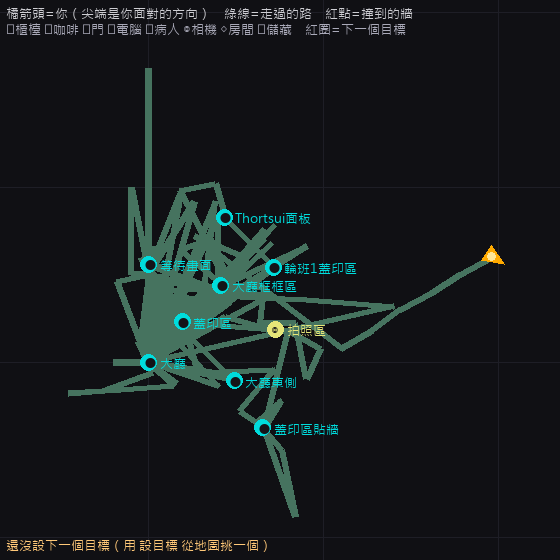 橘箭頭=你（尖端是你面對的方向） 綠線=走過的路 紅點=撞到的牆
櫃檯 咖啡 門 電腦 病人 相機 房間 儲藏 紅圈=下一個目標
Thortsui面板
等待畫圖
輪班1蓋印區
大廳框框區
蓋印區
拍照區
大廳
大廳東側
蓋印區貼牆
還沒設下一個目標（用 設目標 從地圖挑一個）